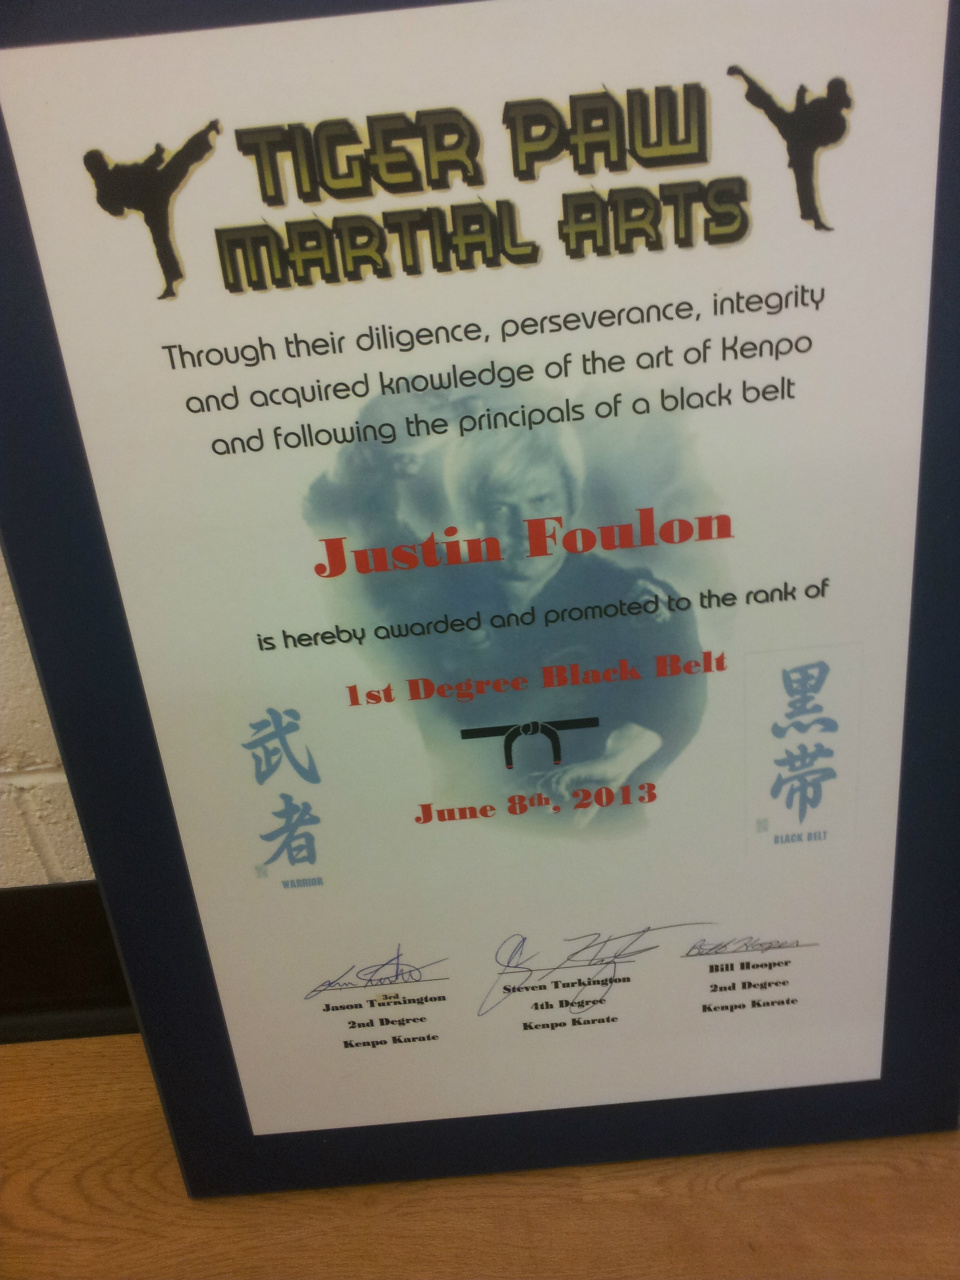 TIGER PAW
MARTIAL ARTS
Through their diligence, perseverance, integrity
and acquired knowledge of the art of Kenpo
and following the principals of a black belt
Justin Foulon
is hereby awarded and promoted to the rank of
1st Degree Black Belt
June 8th, 2013
武者
WARRIOR
黒帯
BLACK BELT
3rd
Jason Turkington
2nd Degree
Kenpo Karate
Steven Turkington
4th Degree
Kenpo Karate
Bill Hooper
Bill Hooper
2nd Degree
Kenpo Karate